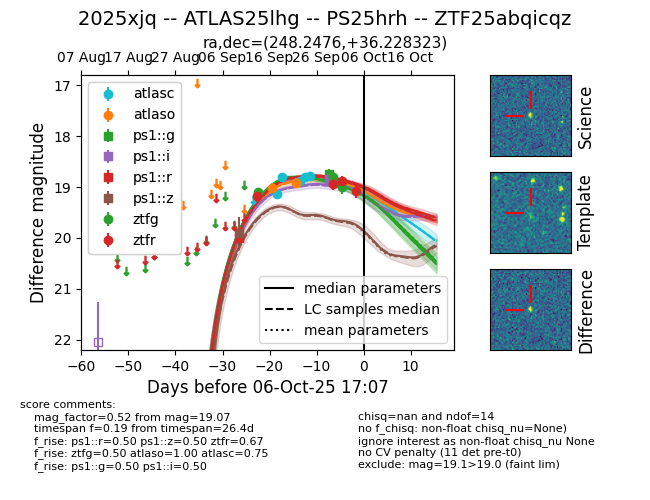 2025xjq -- ATLAS25lhg -- PS25hrh -- ZTF25abqicqz
ra,dec=(248.2476,+36.228323)
07 Aug 17 Aug 27 Aug 06 Sep 16 Sep 26 Sep 06 Oct 16 Oct
17
18
19
20
21
22
Difference magnitude
atlasc
atlaso
ps1::g
ps1::i
ps1::r
ps1::z
ztfg
ztfr
median parameters
LC samples median
mean parameters
−60 −50 −40 −30 −20 −10 0 10
Days before 06-Oct-25 17:07
Science
Template
Difference
score comments:
mag_factor=0.52 from mag=19.07
timespan f=0.19 from timespan=26.4d
f_rise: ps1::r=0.50 ps1::z=0.50 ztfr=0.67
f_rise: ztfg=0.50 atlaso=1.00 atlasc=0.75
f_rise: ps1::g=0.50 ps1::i=0.50
chisq=nan and ndof=14
no f_chisq: non-float chisq_nu=None)
ignore interest as non-float chisq_nu None
no CV penalty (11 det pre-t0)
exclude: mag=19.1>19.0 (faint lim)